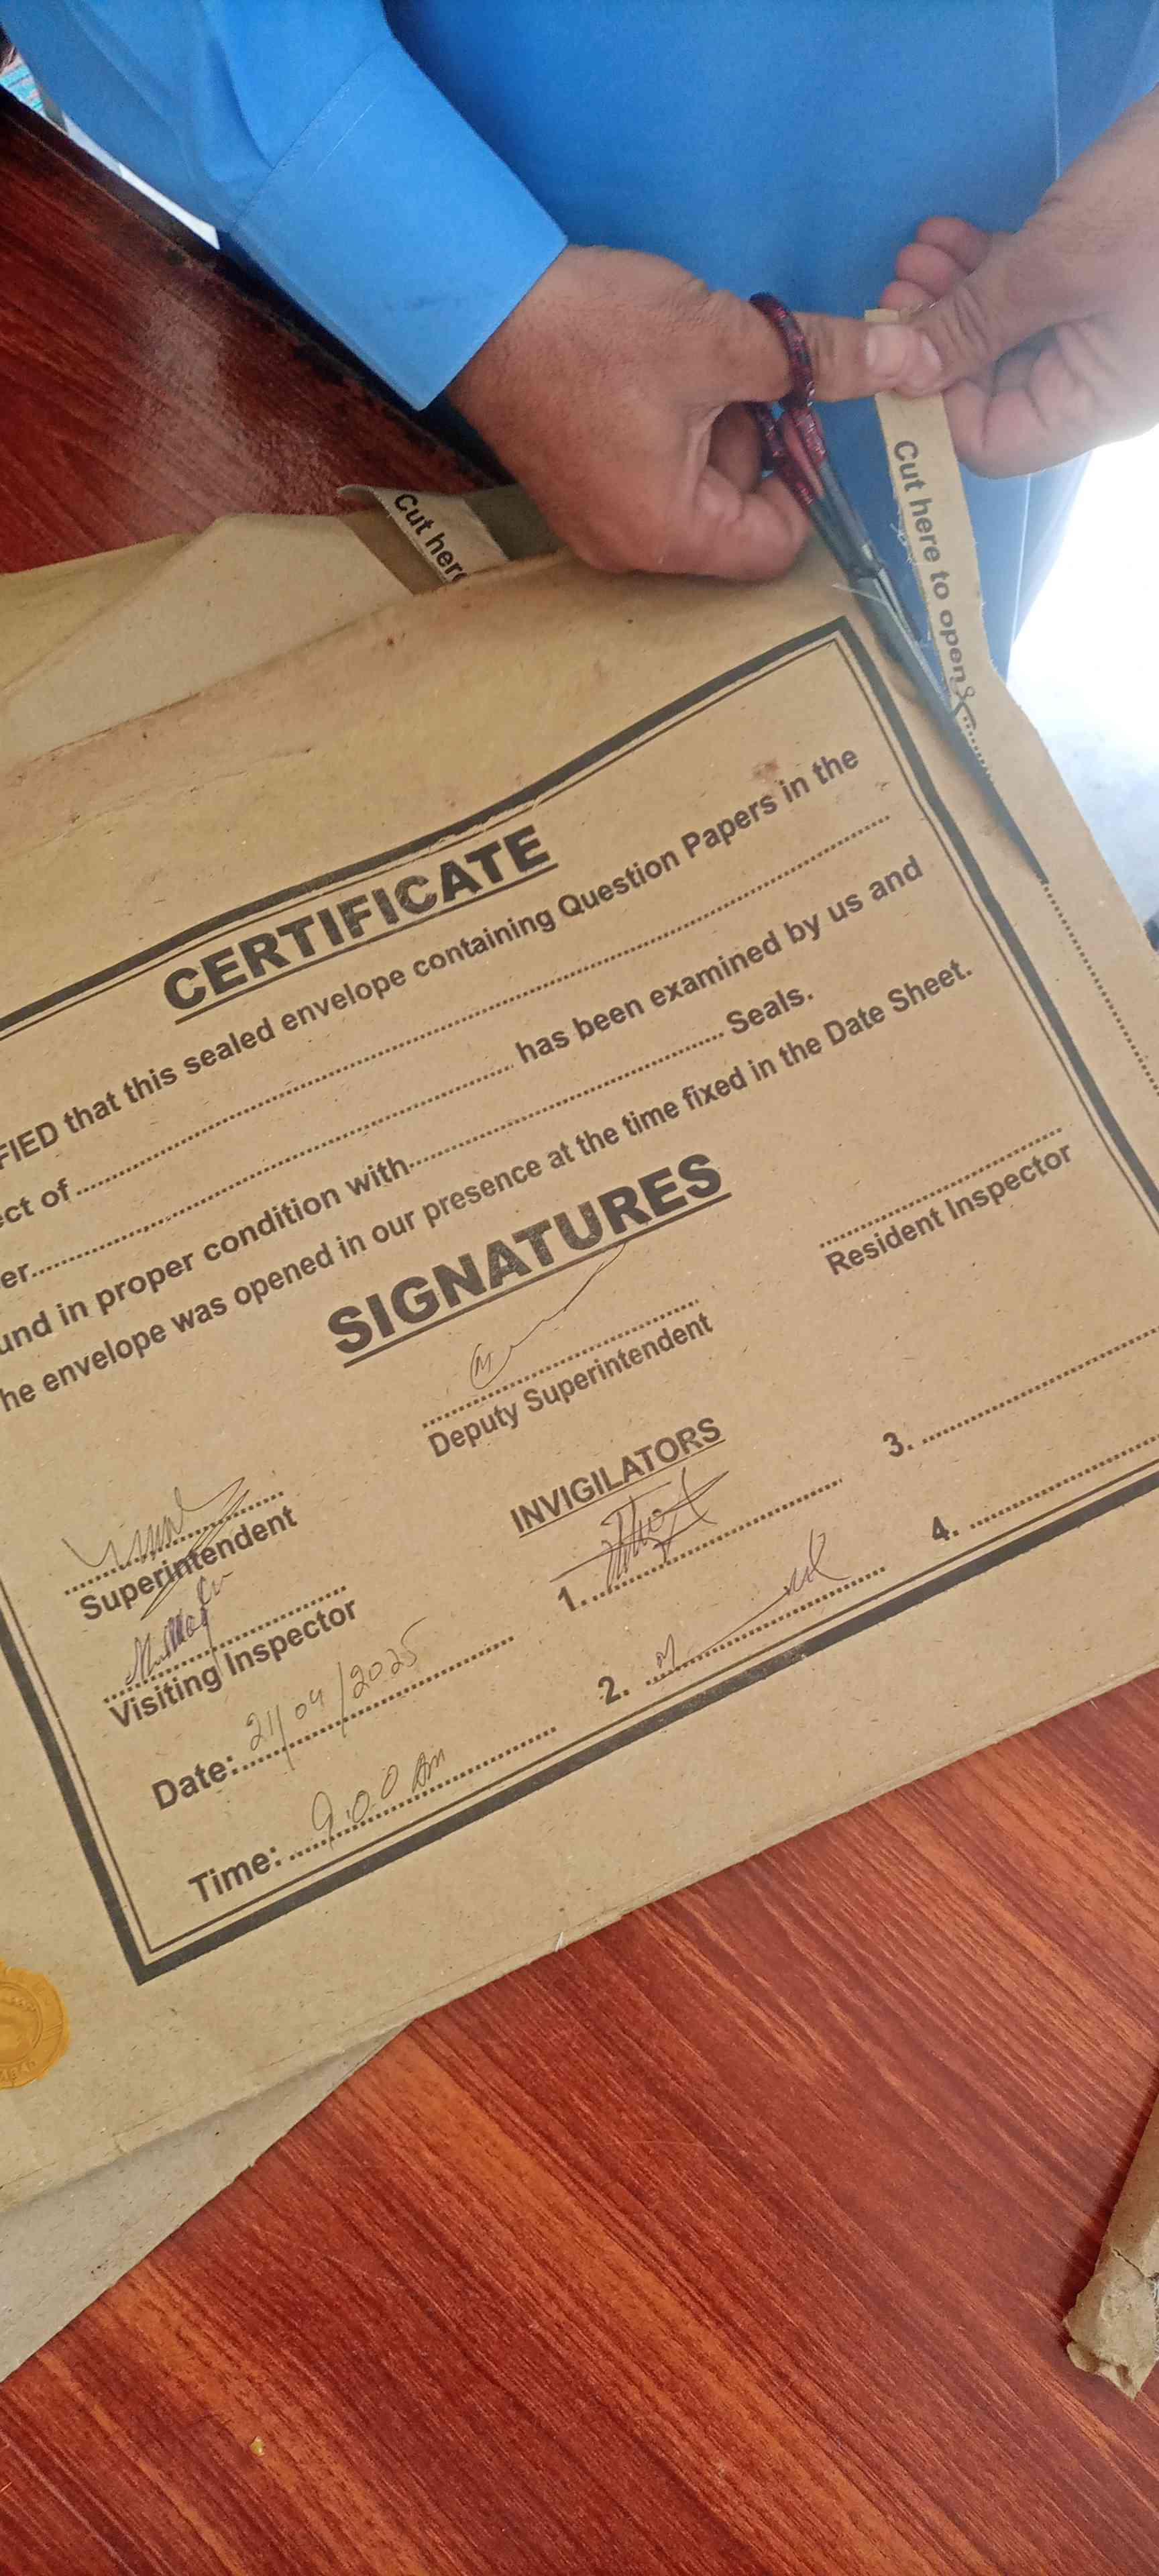 Cut here to open
Cut here
CERTIFICATE
FIED that this sealed envelope containing Question Papers in the
ect of
er has been examined by us and
und in proper condition with Seals.
he envelope was opened in our presence at the time fixed in the Date Sheet.
SIGNATURES
Resident Inspector
Deputy Superintendent
Superintendent
INVIGILATORS
1.
2.
3.
4.
Visiting Inspector
Date: 21/04/2025
Time: 9:00 Am